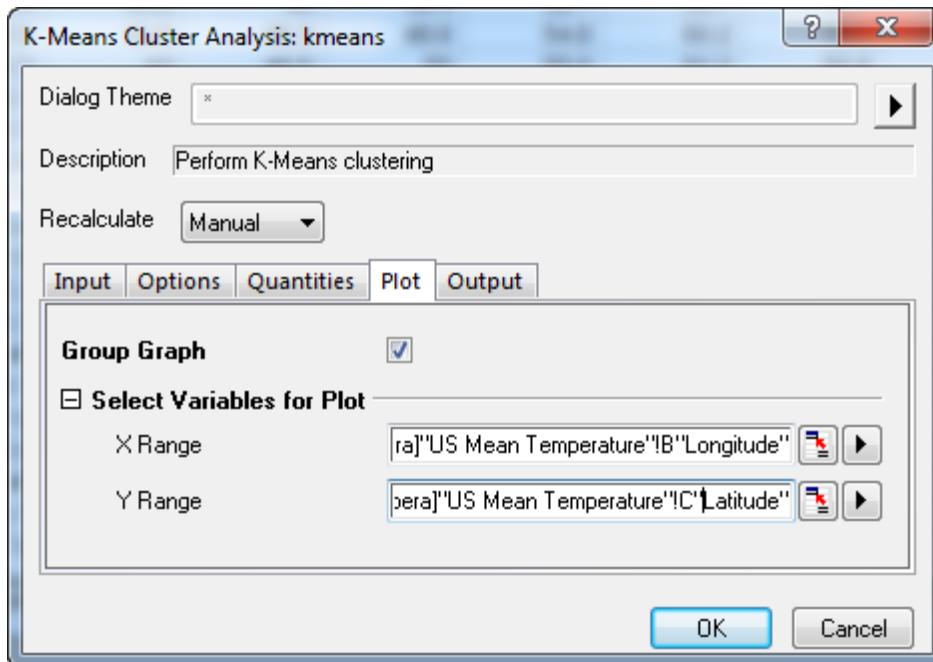 K-Means Cluster Analysis: kmeans
?
Dialog Theme *
Description Perform K-Means clustering
Recalculate Manual
Input Options Quantities Plot Output
Group Graph
Select Variables for Plot
X Range ra]"US Mean Temperature"!B"Longitude"
Y Range pera]"US Mean Temperature"!C"Latitude"
OK Cancel